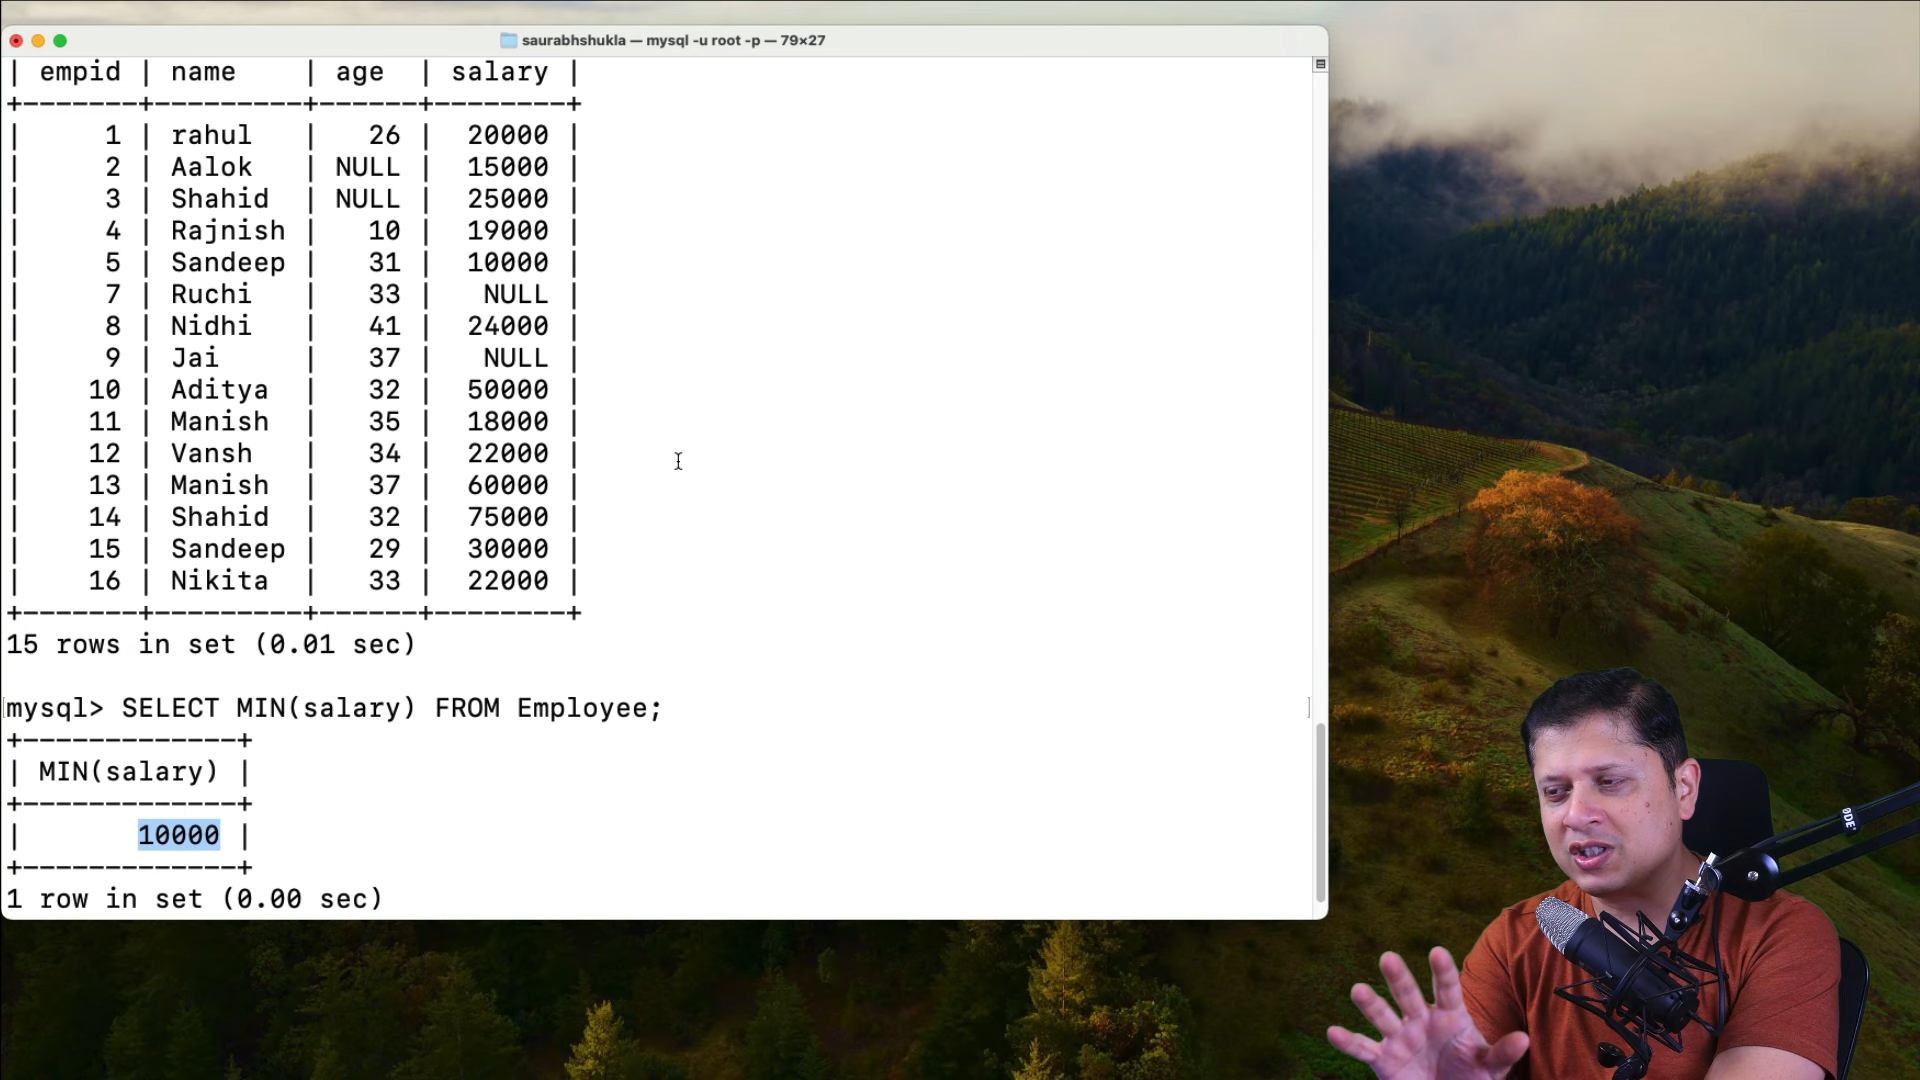 saurabhshukla — mysql -u root -p — 79×27
| empid | name | age | salary |
+-------+----------+------+--------+
| 1 | rahul | 26 | 20000 |
| 2 | Aalok | NULL | 15000 |
| 3 | Shahid | NULL | 25000 |
| 4 | Rajnish | 10 | 19000 |
| 5 | Sandeep | 31 | 10000 |
| 7 | Ruchi | 33 | NULL |
| 8 | Nidhi | 41 | 24000 |
| 9 | Jai | 37 | NULL |
| 10 | Aditya | 32 | 50000 |
| 11 | Manish | 35 | 18000 |
| 12 | Vansh | 34 | 22000 |
| 13 | Manish | 37 | 60000 |
| 14 | Shahid | 32 | 75000 |
| 15 | Sandeep | 29 | 30000 |
| 16 | Nikita | 33 | 22000 |
+-------+----------+------+--------+
15 rows in set (0.01 sec)
mysql> SELECT MIN(salary) FROM Employee;
+-------------+
| MIN(salary) |
+-------------+
| 10000 |
+-------------+
1 row in set (0.00 sec)